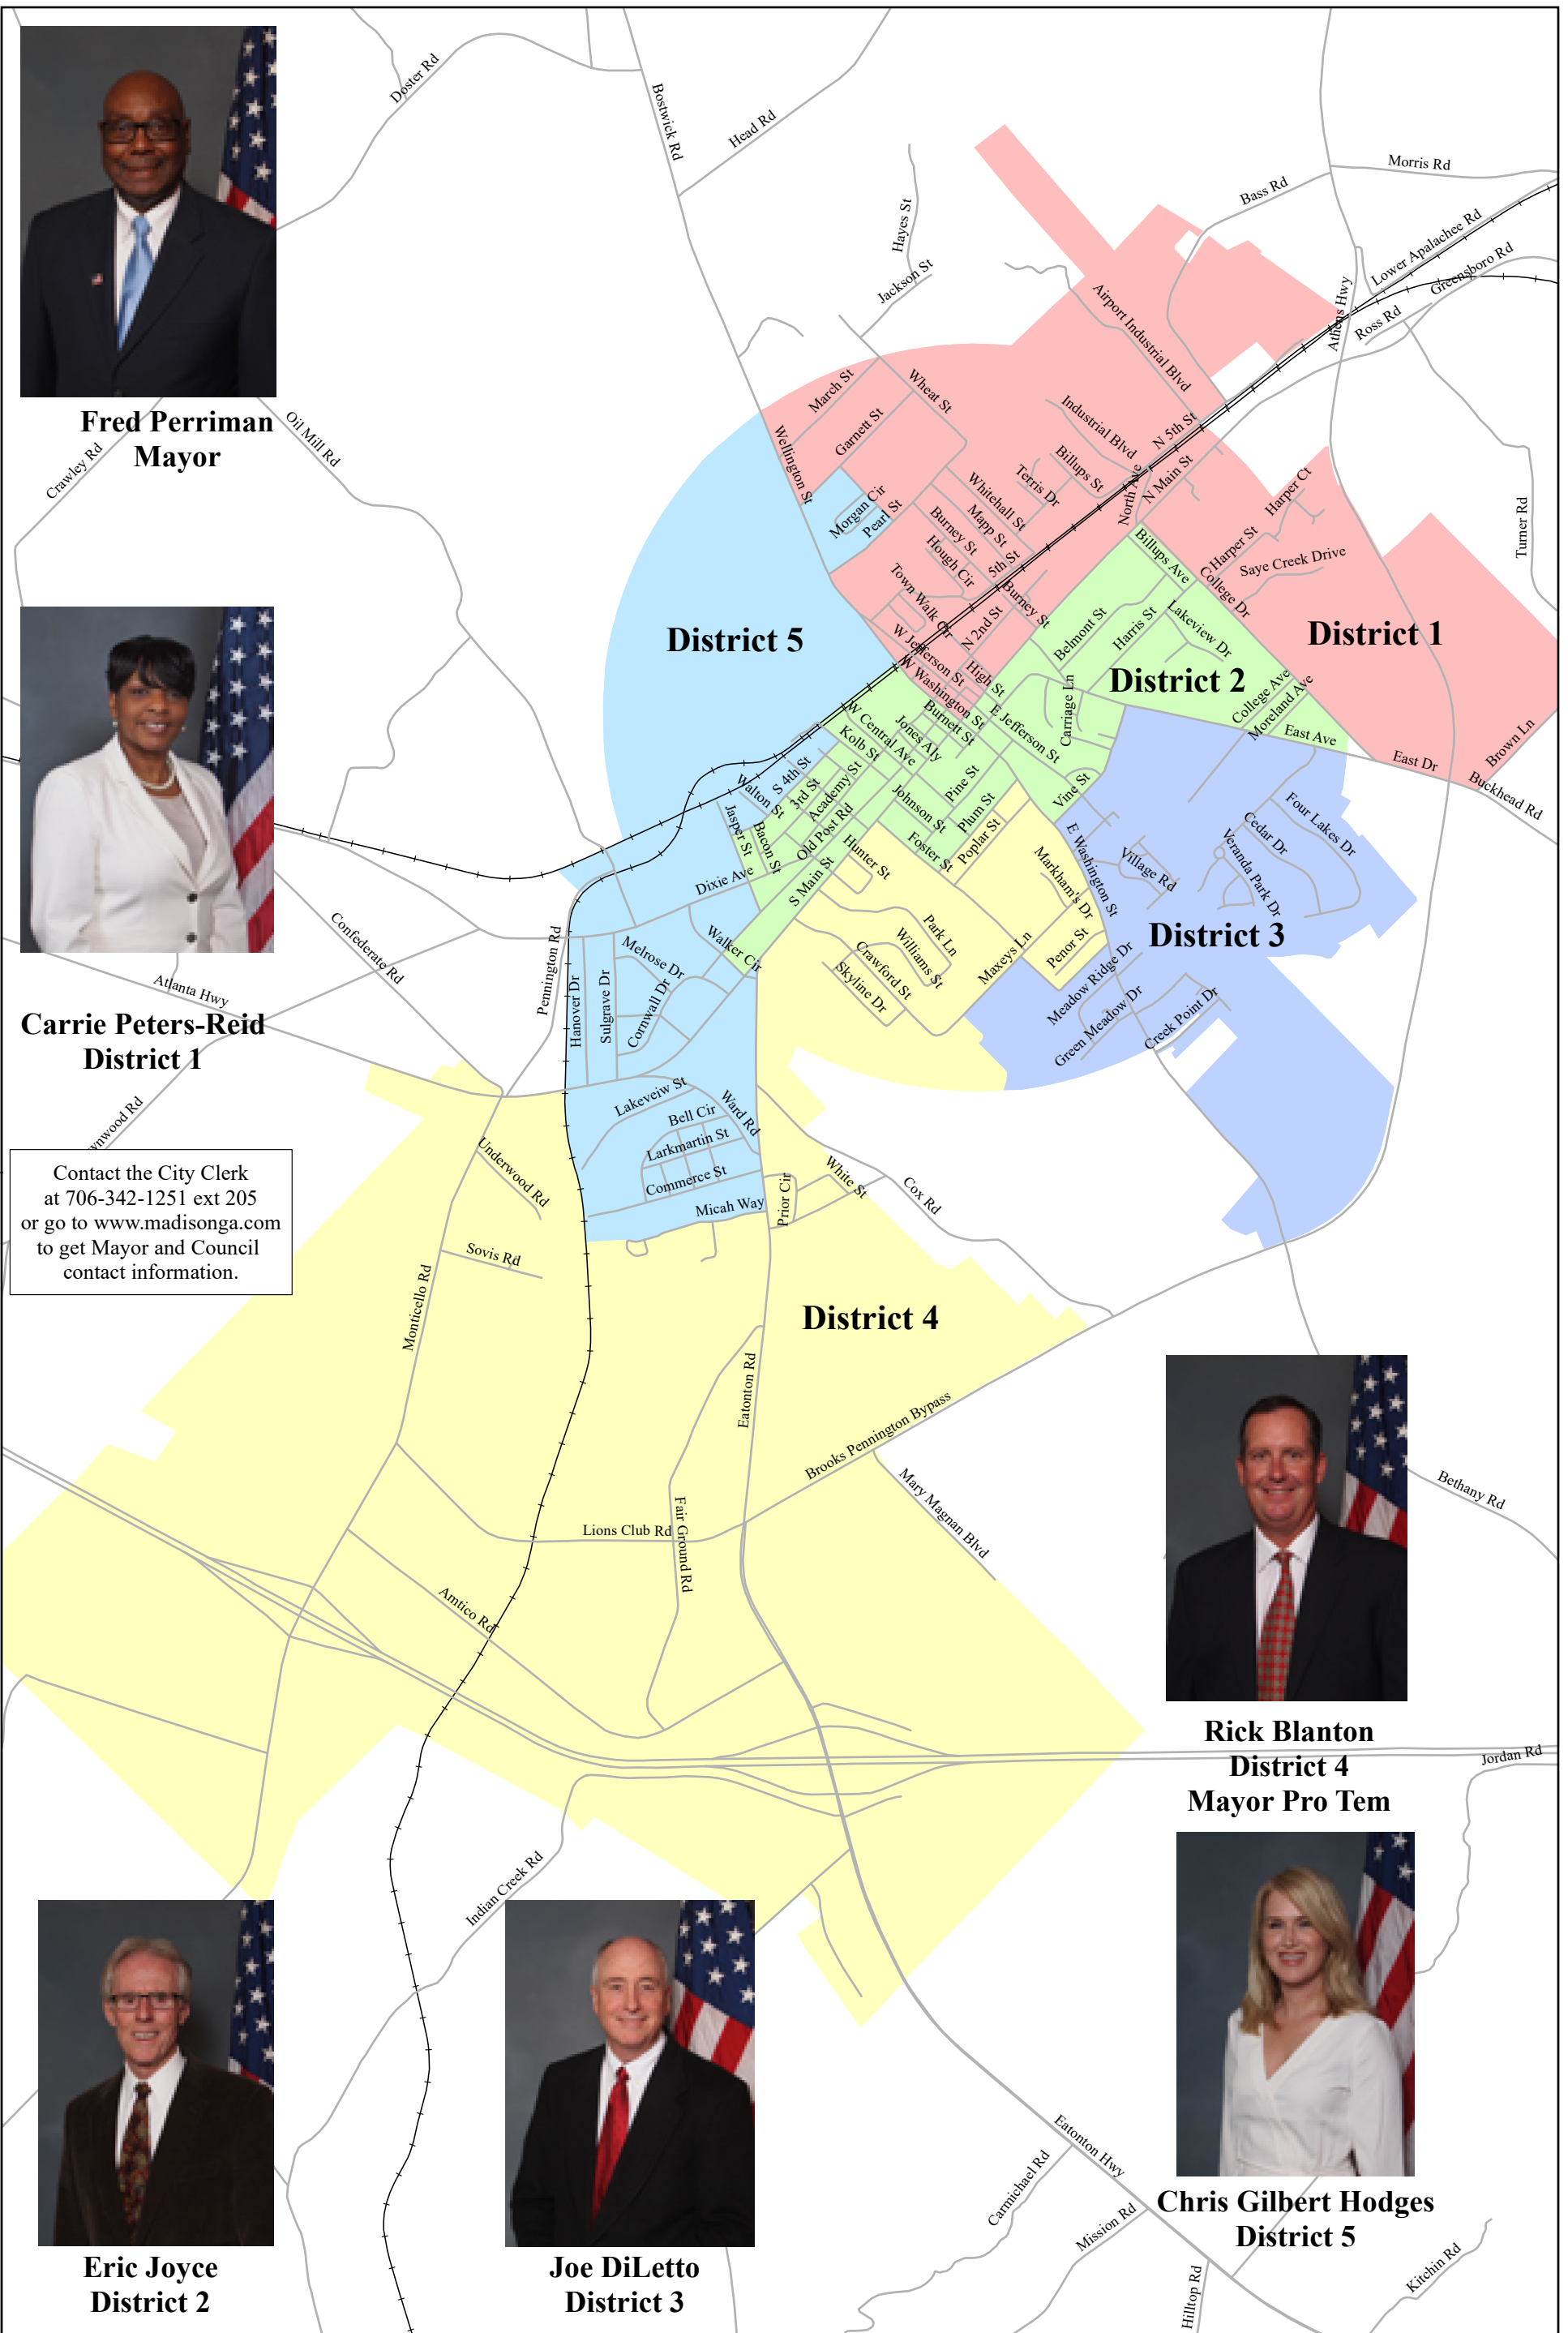 Doster Rd
Bostwick Rd
Head Rd
Hayes St
Jackson St
Morris Rd
Bass Rd
Lower Apalachee Rd
Greensboro Rd
Ross Rd
Athens Hwy
Airport Industrial Blvd
Fred Perriman
Mayor
Oil Mill Rd
Crawley Rd
March St
Wheat St
Garnett St
Wellington St
Industrial Blvd
N 5th St
Billups St
Terris Dr
North Ave
N Main St
Whitehall St
Mapp St
Morgan Cir
Pearl St
Burney St
Hough Cir
5th St
Harper Ct
Harper St
Saye Creek Drive
College Dr
Billups Ave
Turner Rd
Town Walk Cir
Burney St
N 2nd St
Belmont St
Harris St
Lakeview Dr
District 5
District 1
District 2
W Jefferson St
W Washington St
High St
Carriage Ln
College Ave
Moreland Ave
East Ave
East Dr
Brown Ln
Buckhead Rd
E Jefferson St
Burnett St
Jones Aly
W Central Ave
Kolb St
S 4th St
Walton St
3rd St
Academy St
Old Post Rd
Jasper St
Bacon St
Johnson St
Pine St
Plum St
Vine St
Foster St
Poplar St
Hunter St
S Main St
Dixie Ave
E Washington St
Village Rd
Four Lakes Dr
Cedar Dr
Veranda Park Dr
Markham's Dr
District 3
Confederate Rd
Pennington Rd
Atlanta Hwy
Hanover Dr
Sulgrave Dr
Melrose Dr
Cornwall Dr
Walker Cir
Park Ln
Williams St
Crawford St
Skyline Dr
Maxeys Ln
Penor St
Meadow Ridge Dr
Green Meadow Dr
Creek Point Dr
Carrie Peters-Reid
District 1
wnwood Rd
Contact the City Clerk
at 706-342-1251 ext 205
or go to www.madisonga.com
to get Mayor and Council
contact information.
Underwood Rd
Sovis Rd
Monticello Rd
Lakeveiw St
Bell Cir
Ward Rd
Larkmartin St
Commerce St
Micah Way
Prior Cir
White St
Cox Rd
District 4
Eatonton Rd
Brooks Pennington Bypass
Mary Magnan Blvd
Lions Club Rd
Fair Ground Rd
Amtico Rd
Bethany Rd
Rick Blanton
District 4
Mayor Pro Tem
Jordan Rd
Indian Creek Rd
Eatonton Hwy
Carmichael Rd
Mission Rd
Hilltop Rd
Kitchin Rd
Chris Gilbert Hodges
District 5
Eric Joyce
District 2
Joe DiLetto
District 3